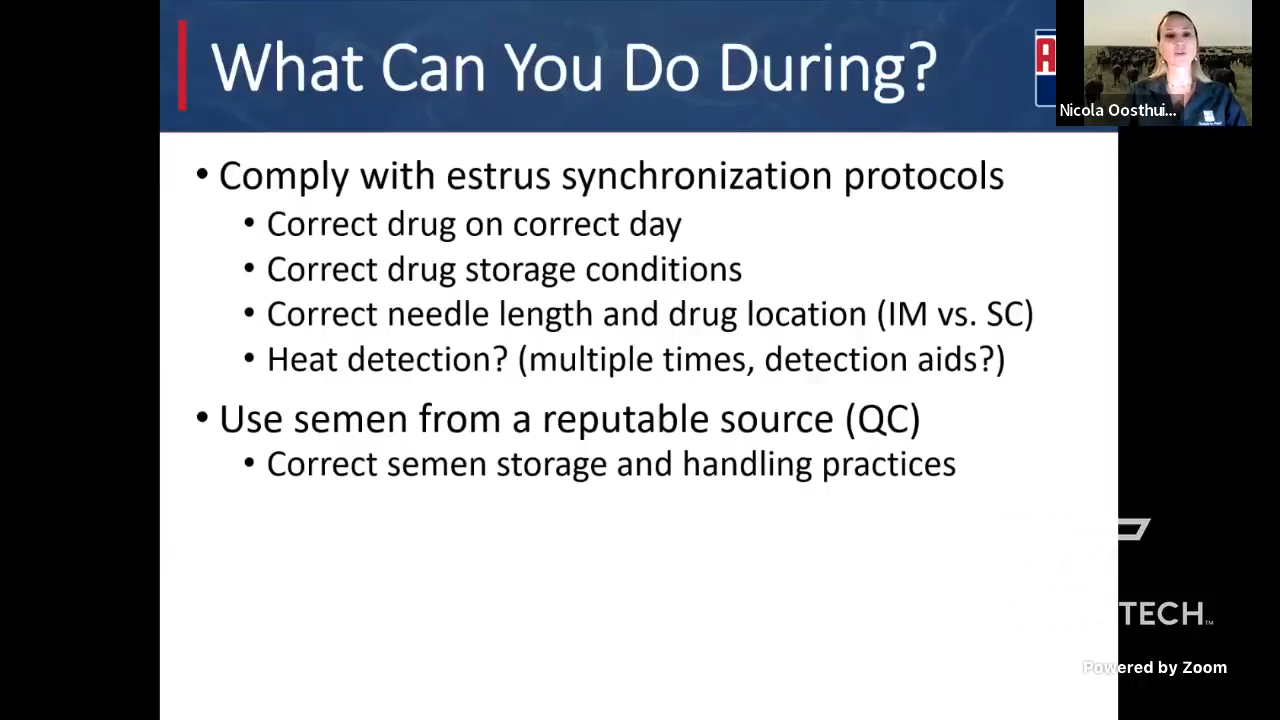 What Can You Do During?
A
Nicola Oosthui...
• Comply with estrus synchronization protocols
• Correct drug on correct day
• Correct drug storage conditions
• Correct needle length and drug location (IM vs. SC)
• Heat detection? (multiple times, detection aids?)
• Use semen from a reputable source (QC)
• Correct semen storage and handling practices
TECH™
Powered by Zoom